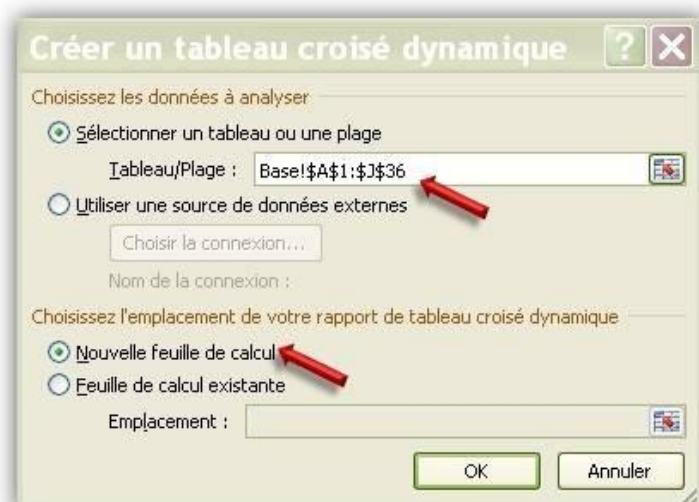 Créer un tableau croisé dynamique
Choisissez les données à analyser
Sélectionner un tableau ou une plage
Tableau/Plage : Base!$A$1:$J$36
Utiliser une source de données externes
Choisir la connexion...
Nom de la connexion :
Choisissez l'emplacement de votre rapport de tableau croisé dynamique
Nouvelle feuille de calcul
Feuille de calcul existante
Emplacement :
OK Annuler